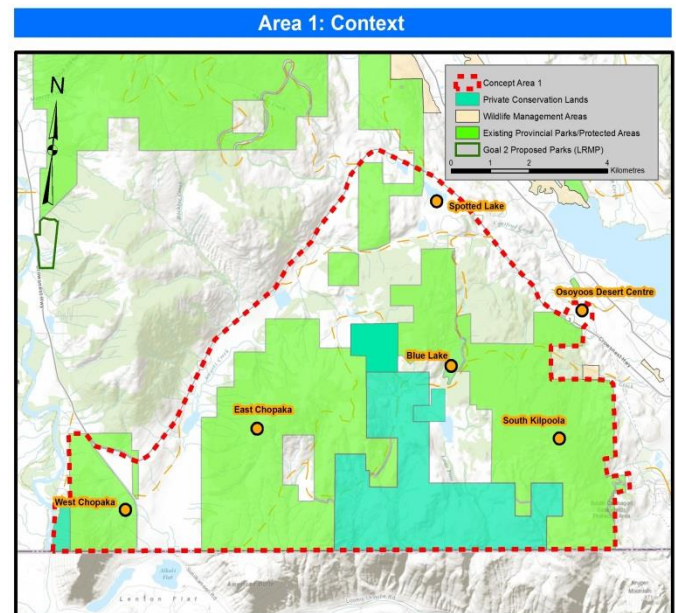 Area 1: Context
N
Concept Area 1
Private Conservation Lands
Wildlife Management Areas
Existing Provincial Parks/Protected Areas
Goal 2 Proposed Parks (LRMP)
0 1 2 4
Kilometres
Spotted Lake
Osoyoos Desert Centre
Blue Lake
East Chopaka
South Kilpoola
West Chopaka